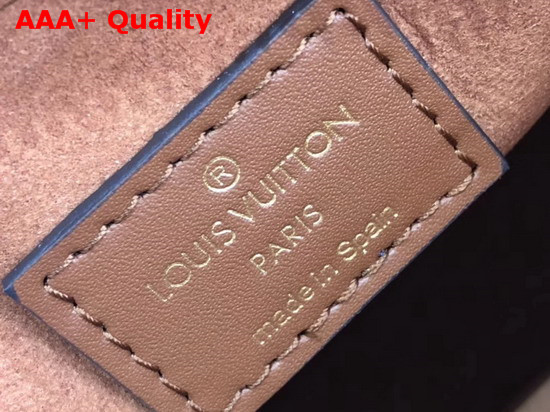 AAA+ Quality
®
LOUIS VUITTON
PARIS
made in Spain